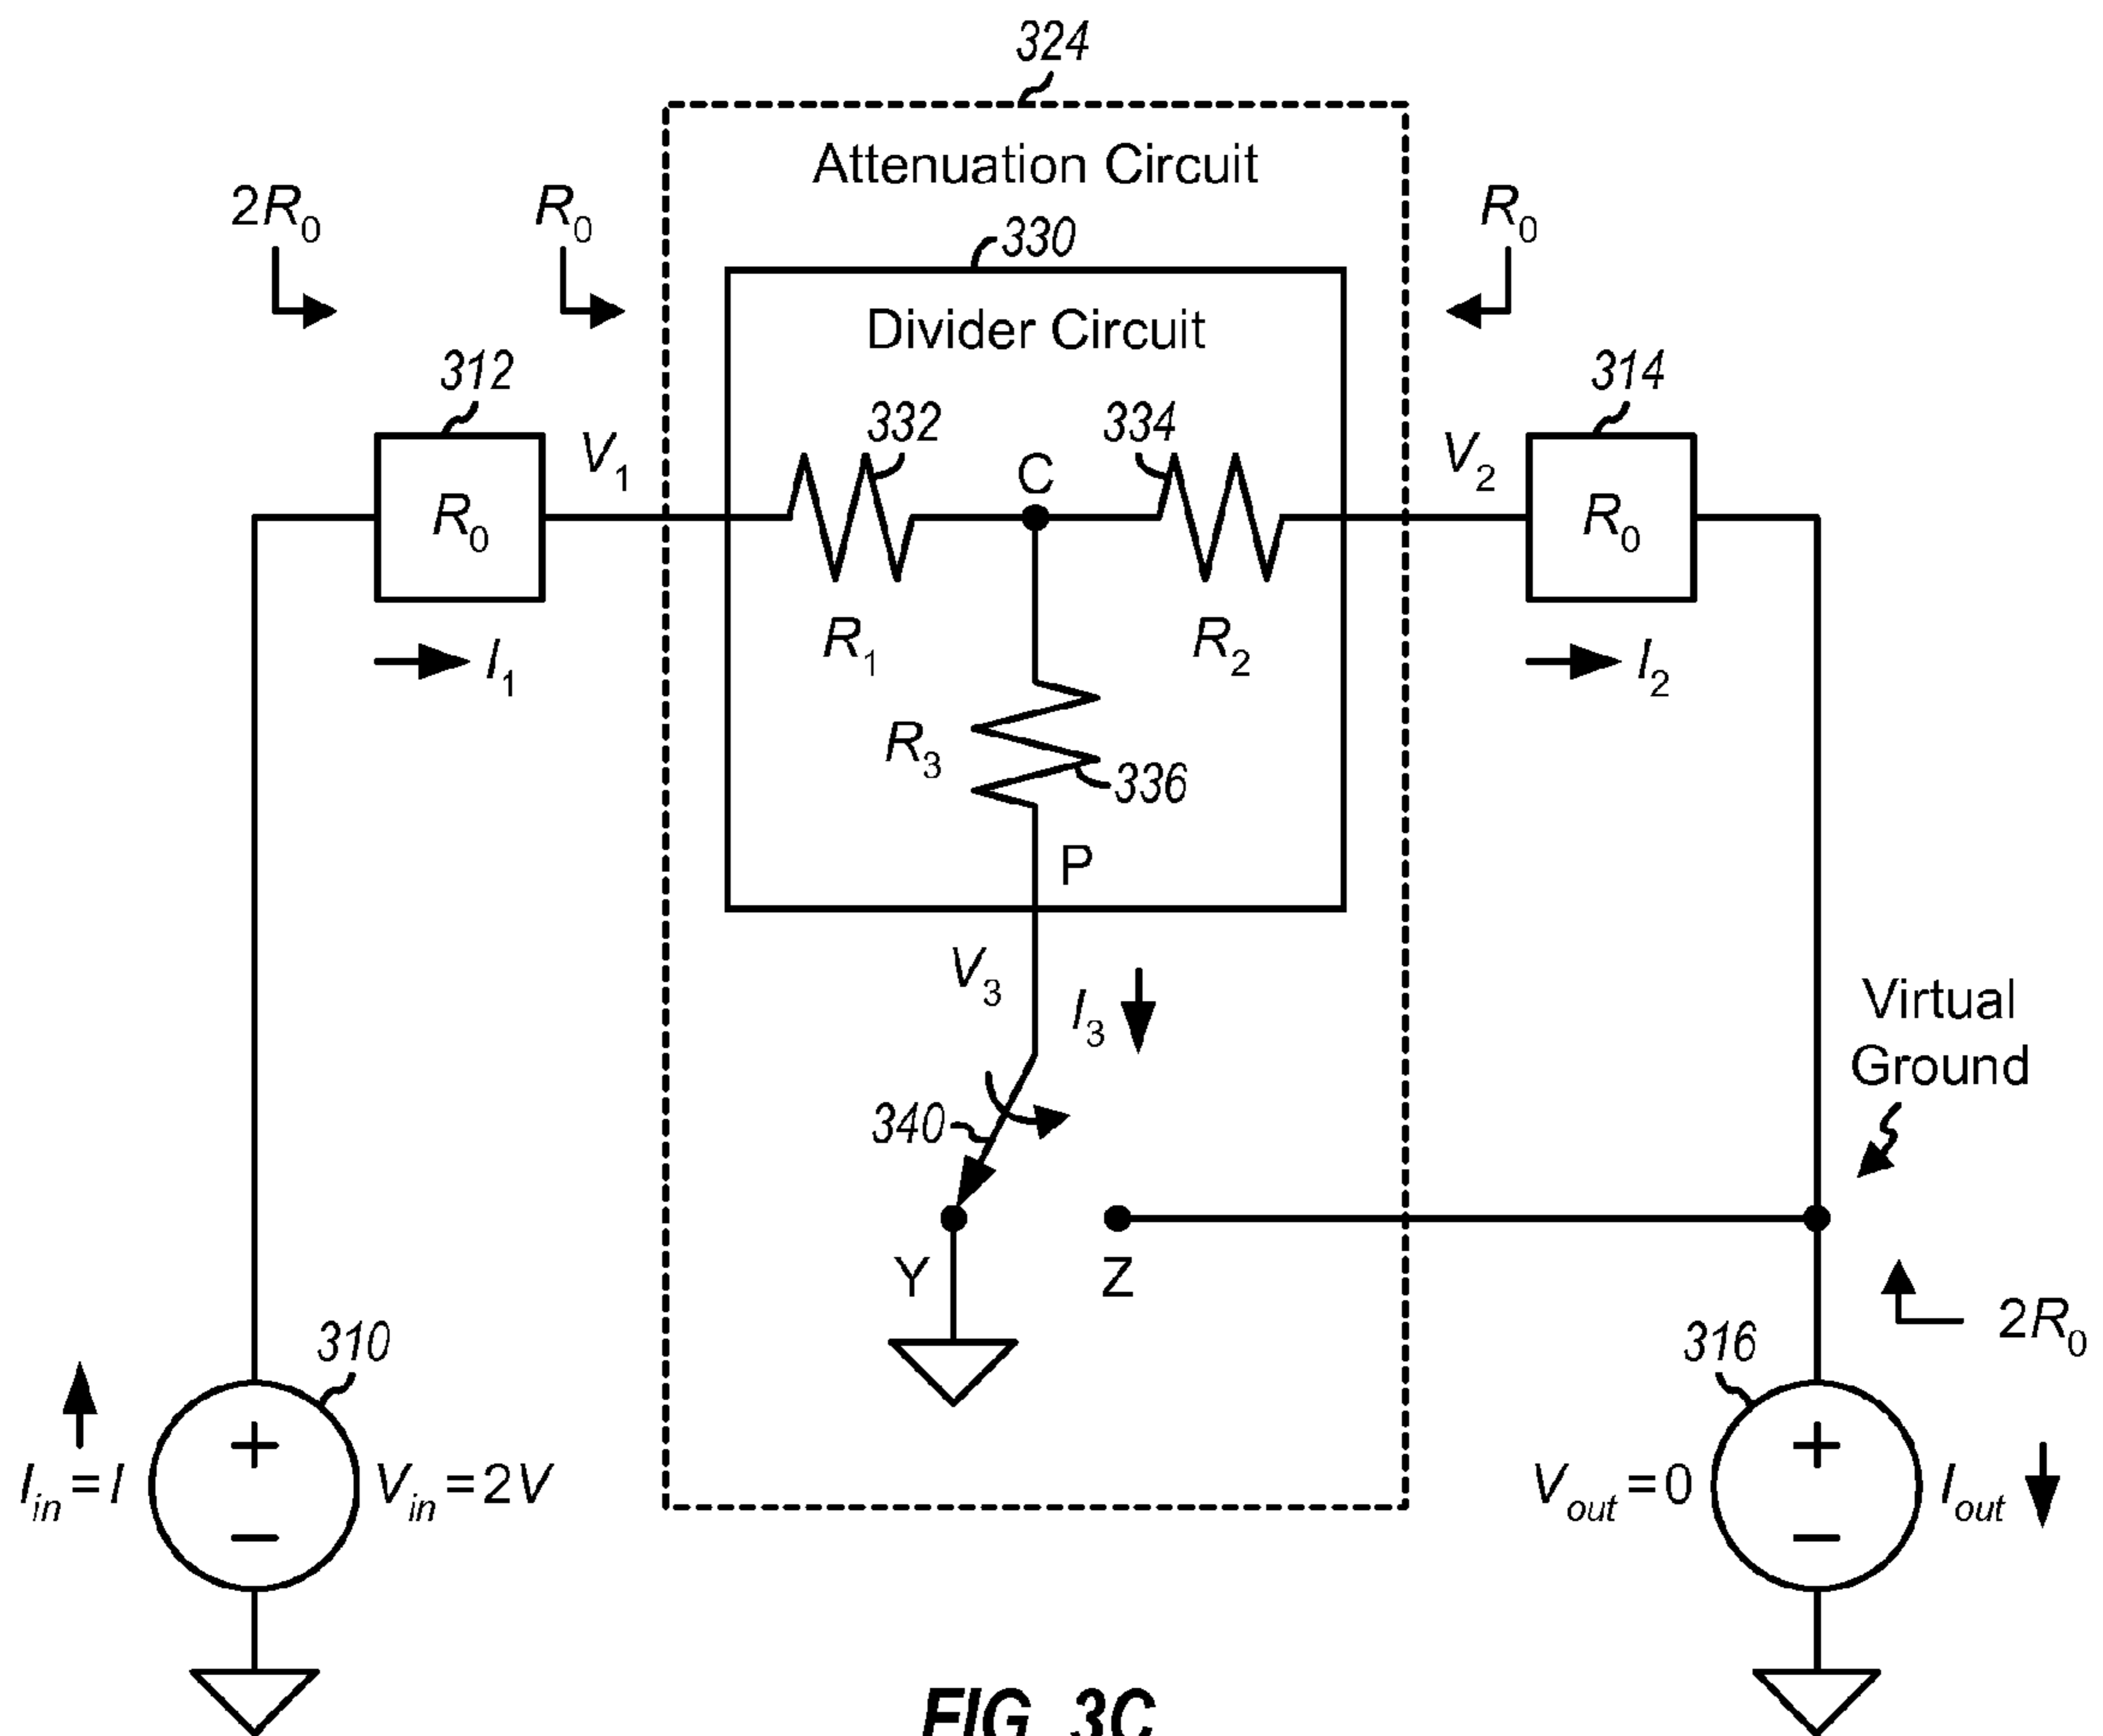 324
Attenuation Circuit
2R0
R0
R0
330
Divider Circuit
312
314
332
334
V1
C
V2
R0
R0
R1
R2
I1
I2
R3
336
P
V3
I3
Virtual
Ground
340
Y
Z
2R0
310
316
Iin = I
Vin = 2V
Vout = 0
Iout
+
−
+
−
FIG. 3C